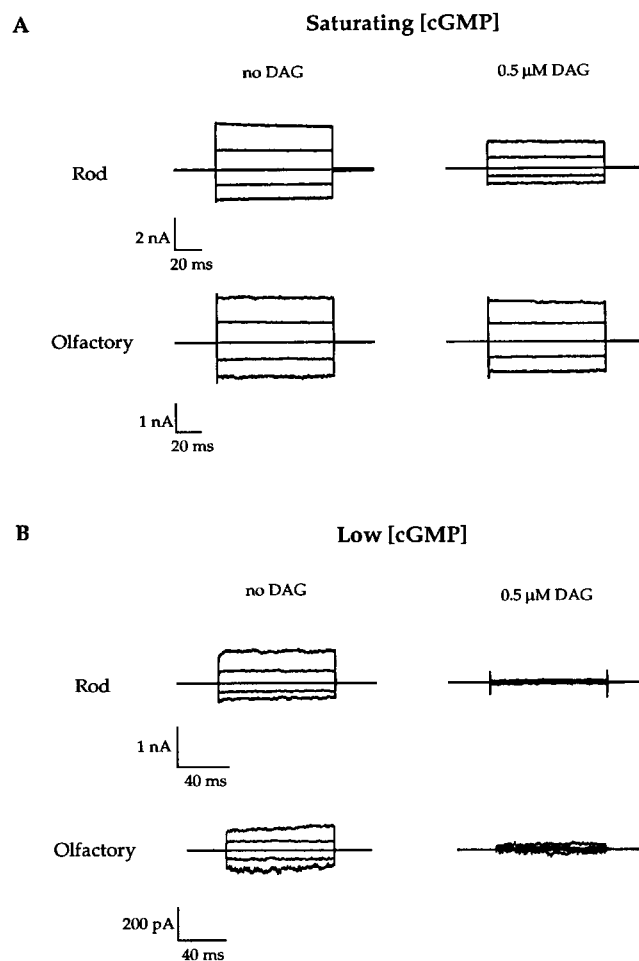 A
Saturating [cGMP]
no DAG
0.5 μM DAG
Rod
2 nA
20 ms
Olfactory
1 nA
20 ms
B
Low [cGMP]
no DAG
0.5 μM DAG
Rod
1 nA
40 ms
Olfactory
200 pA
40 ms